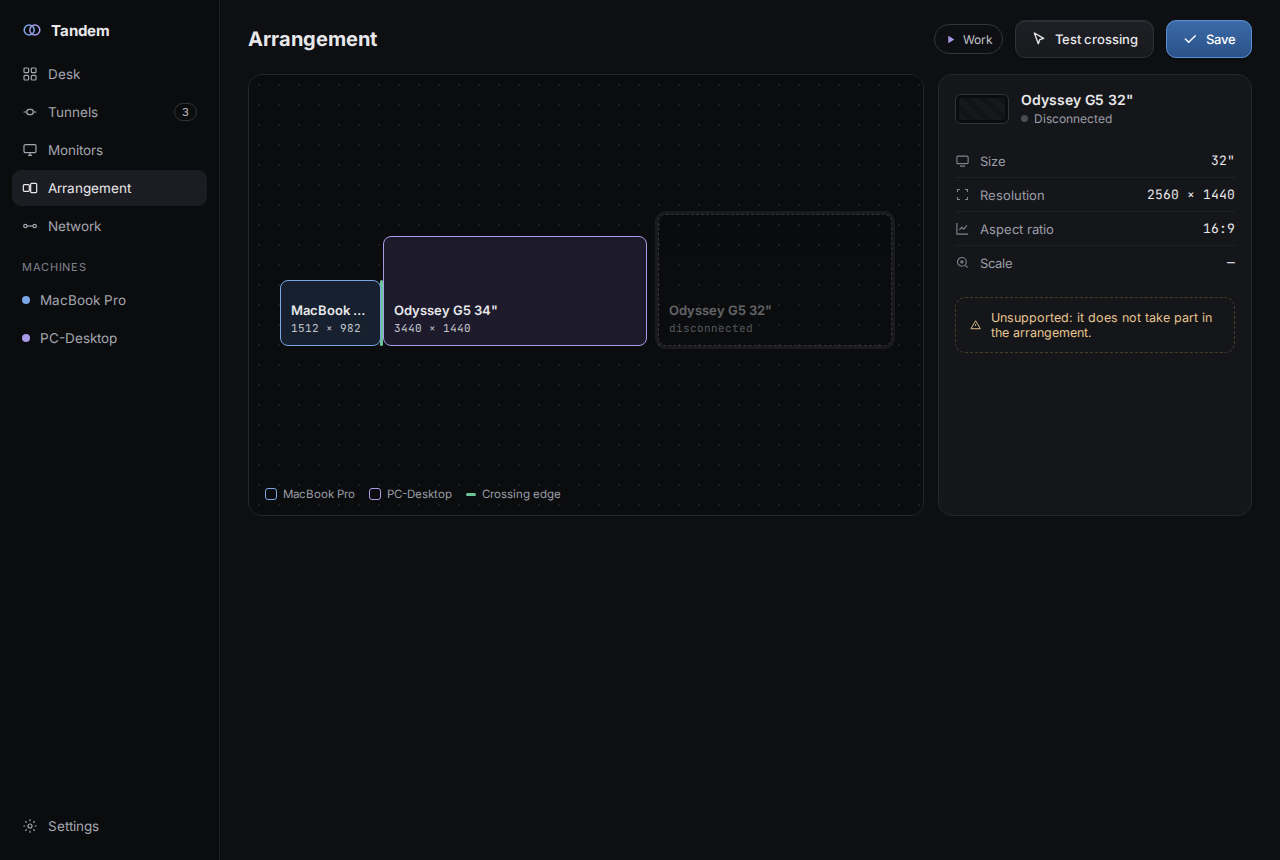 Tandem
Desk
Tunnels
3
Monitors
Arrangement
Network
MACHINES
MacBook Pro
PC-Desktop
Settings
Arrangement
Work
Test crossing
Save
MacBook ...
1512 × 982
Odyssey G5 34"
3440 × 1440
Odyssey G5 32"
disconnected
MacBook Pro
PC-Desktop
Crossing edge
Odyssey G5 32"
Disconnected
Size
32"
Resolution
2560 × 1440
Aspect ratio
16:9
Scale
—
Unsupported: it does not take part in
the arrangement.